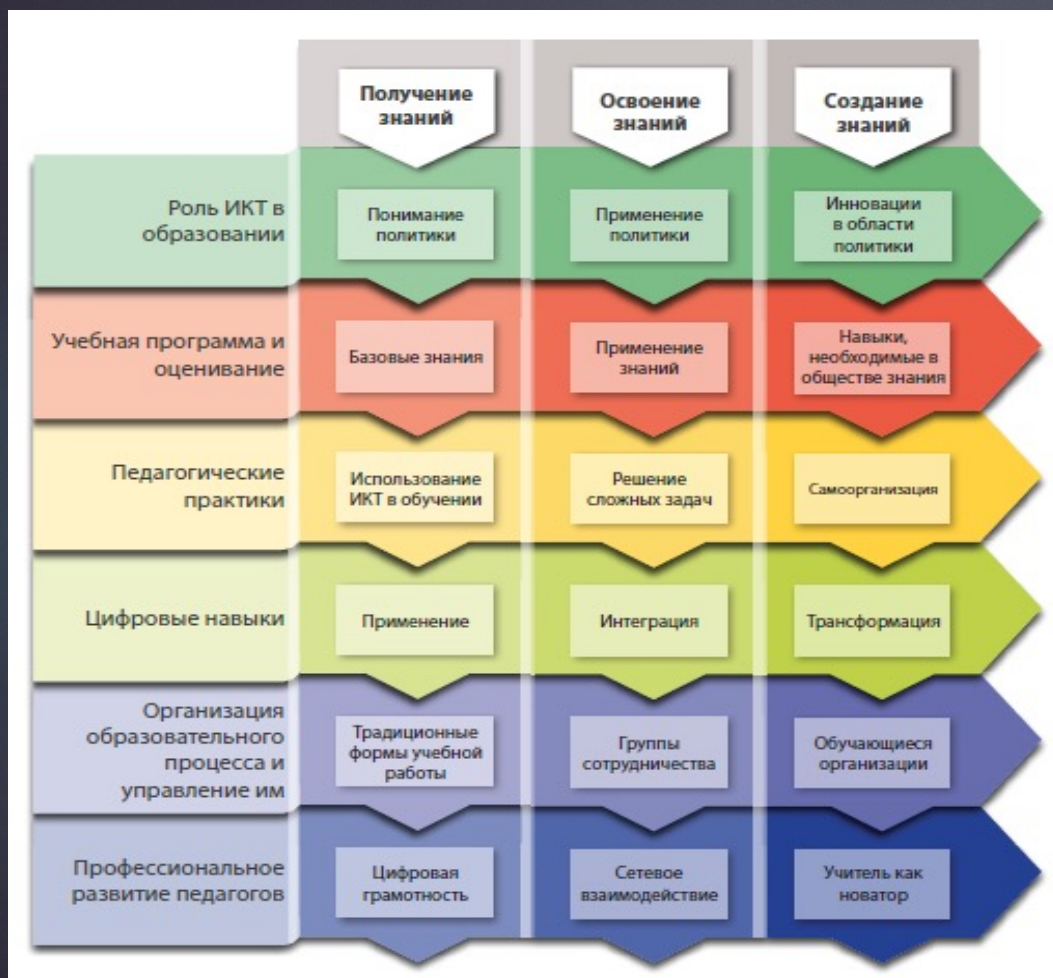 Получение
знаний
Освоение
знаний
Создание
знаний
Роль ИКТ в
образовании
Понимание
политики
Применение
политики
Инновации
в области
политики
Учебная программа и
оценивание
Базовые знания
Применение
знаний
Навыки,
необходимые в
обществе знания
Педагогические
практики
Использование
ИКТ в обучении
Решение
сложных задач
Самоорганизация
Цифровые навыки
Применение
Интеграция
Трансформация
Организация
образовательного
процесса и
управление им
Традиционные
формы учебной
работы
Группы
сотрудничества
Обучающиеся
организации
Профессиональное
развитие педагогов
Цифровая
грамотность
Сетевое
взаимодействие
Учитель как
новатор